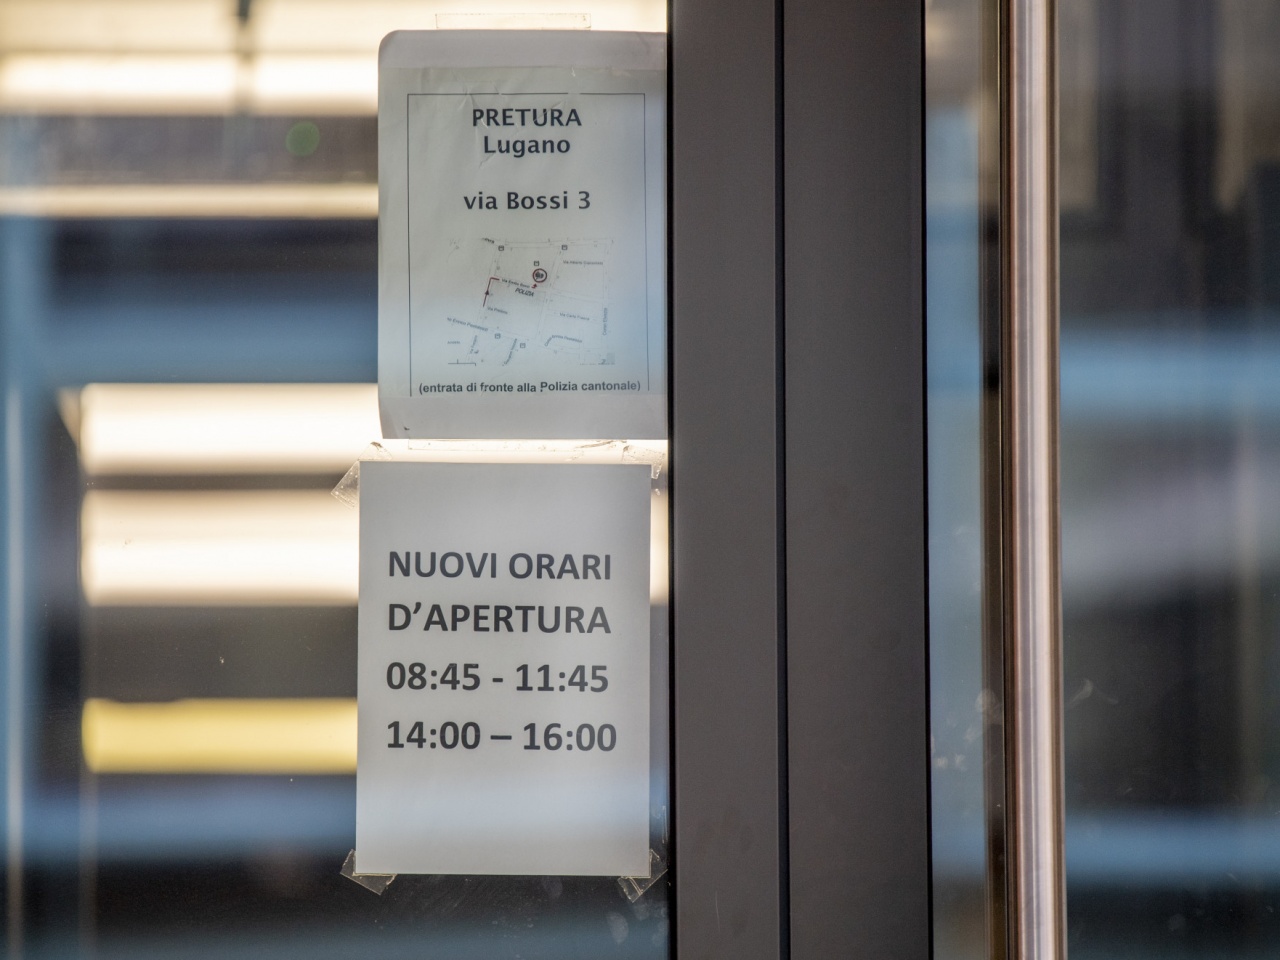 PRETURA
Lugano
via Bossi 3
POLIZIA
(entrata di fronte alla Polizia cantonale)
NUOVI ORARI
D'APERTURA
08:45 - 11:45
14:00 – 16:00